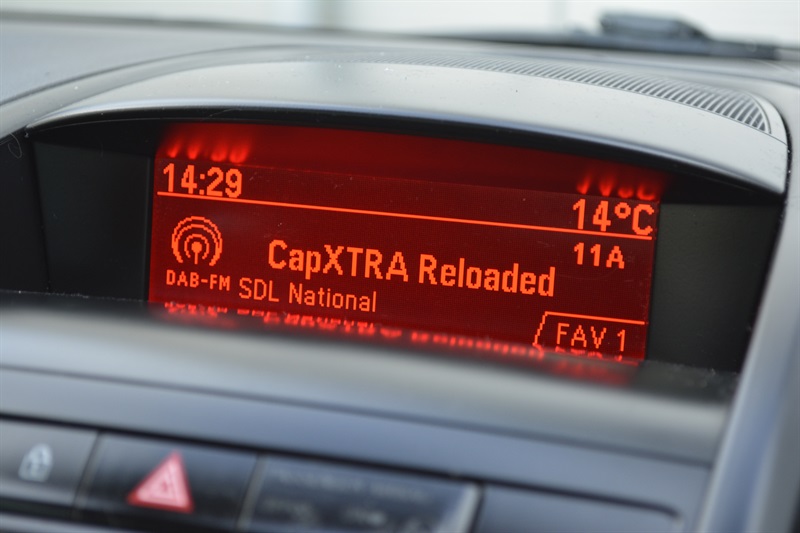 14:29
14°C
11A
CapXTRA Reloaded
DAB-FM
SDL National
FAV 1